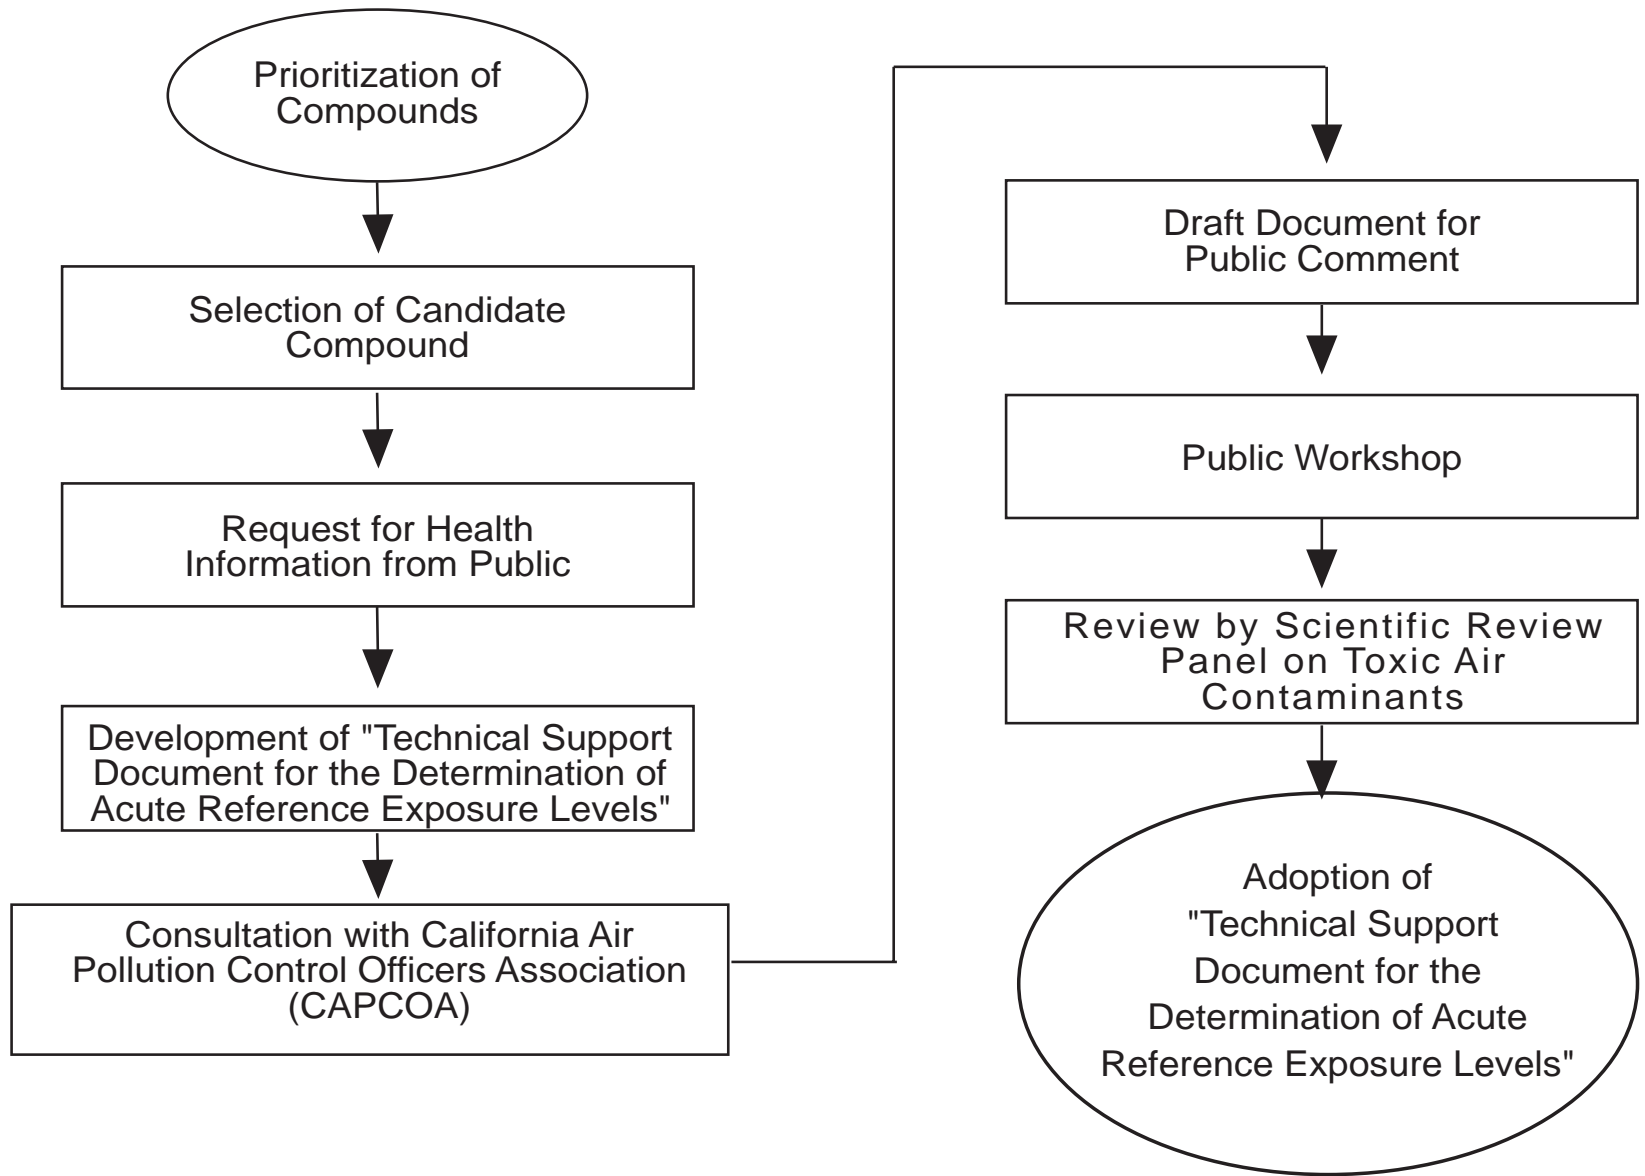 Prioritization of
Compounds
Selection of Candidate
Compound
Request for Health
Information from Public
Development of "Technical Support
Document for the Determination of
Acute Reference Exposure Levels"
Consultation with California Air
Pollution Control Officers Association
(CAPCOA)
Draft Document for
Public Comment
Public Workshop
Review by Scientific Review
Panel on Toxic Air
Contaminants
Adoption of
"Technical Support
Document for the
Determination of Acute
Reference Exposure Levels"